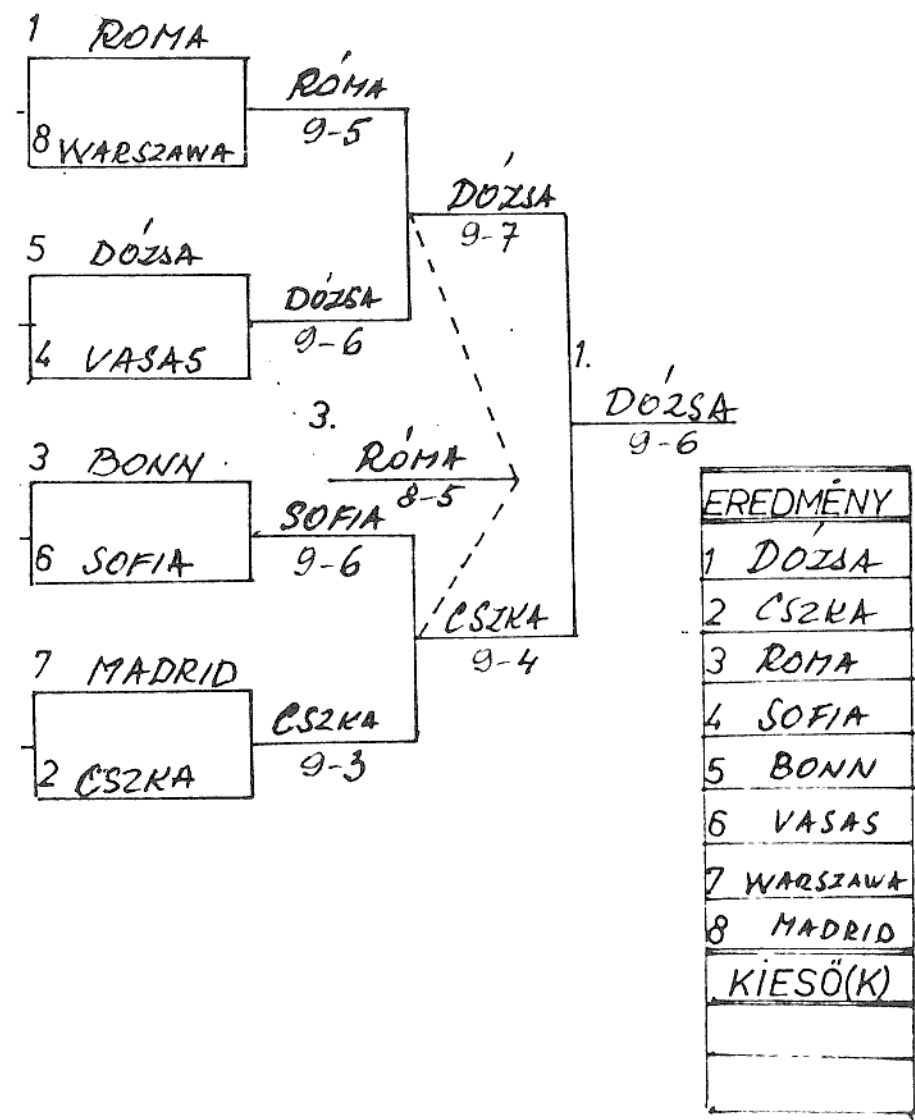 1 ROMA
RÓMA
9-5
8 WARSZAWA
DÓZSA
9-7
5 DÓZSA
DÓZSA
9-6
4 VASAS
1.
DÓZSA
9-6
3.
RÓMA
8-5
3 BONN
SOFIA
9-6
6 SOFIA
CSZKA
9-4
7 MADRID
CSZKA
9-3
2 CSZKA
EREDMÉNY
1 DÓZSA
2 CSZKA
3 ROMA
4 SOFIA
5 BONN
6 VASAS
7 WARSZAWA
8 MADRID
KIESŐ(K)